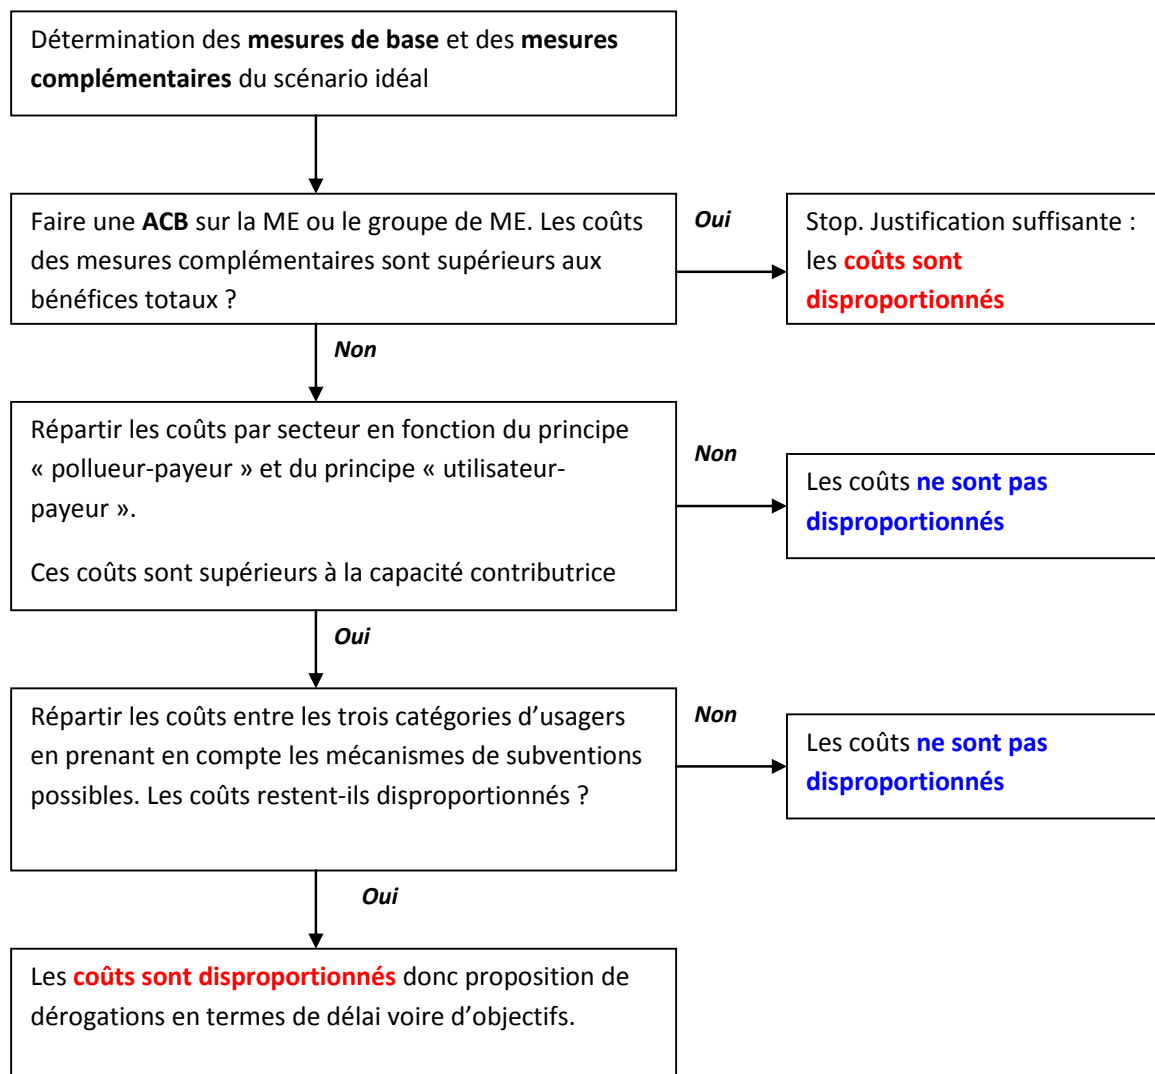 Détermination des mesures de base et des mesures
complémentaires du scénario idéal
Faire une ACB sur la ME ou le groupe de ME. Les coûts
des mesures complémentaires sont supérieurs aux
bénéfices totaux ?
Oui
Stop. Justification suffisante :
les coûts sont
disproportionnés
Non
Répartir les coûts par secteur en fonction du principe
« pollueur-payeur » et du principe « utilisateur-
payeur ».
Ces coûts sont supérieurs à la capacité contributrice
Non
Les coûts ne sont pas
disproportionnés
Oui
Répartir les coûts entre les trois catégories d’usagers
en prenant en compte les mécanismes de subventions
possibles. Les coûts restent-ils disproportionnés ?
Non
Les coûts ne sont pas
disproportionnés
Oui
Les coûts sont disproportionnés donc proposition de
dérogations en termes de délai voire d’objectifs.